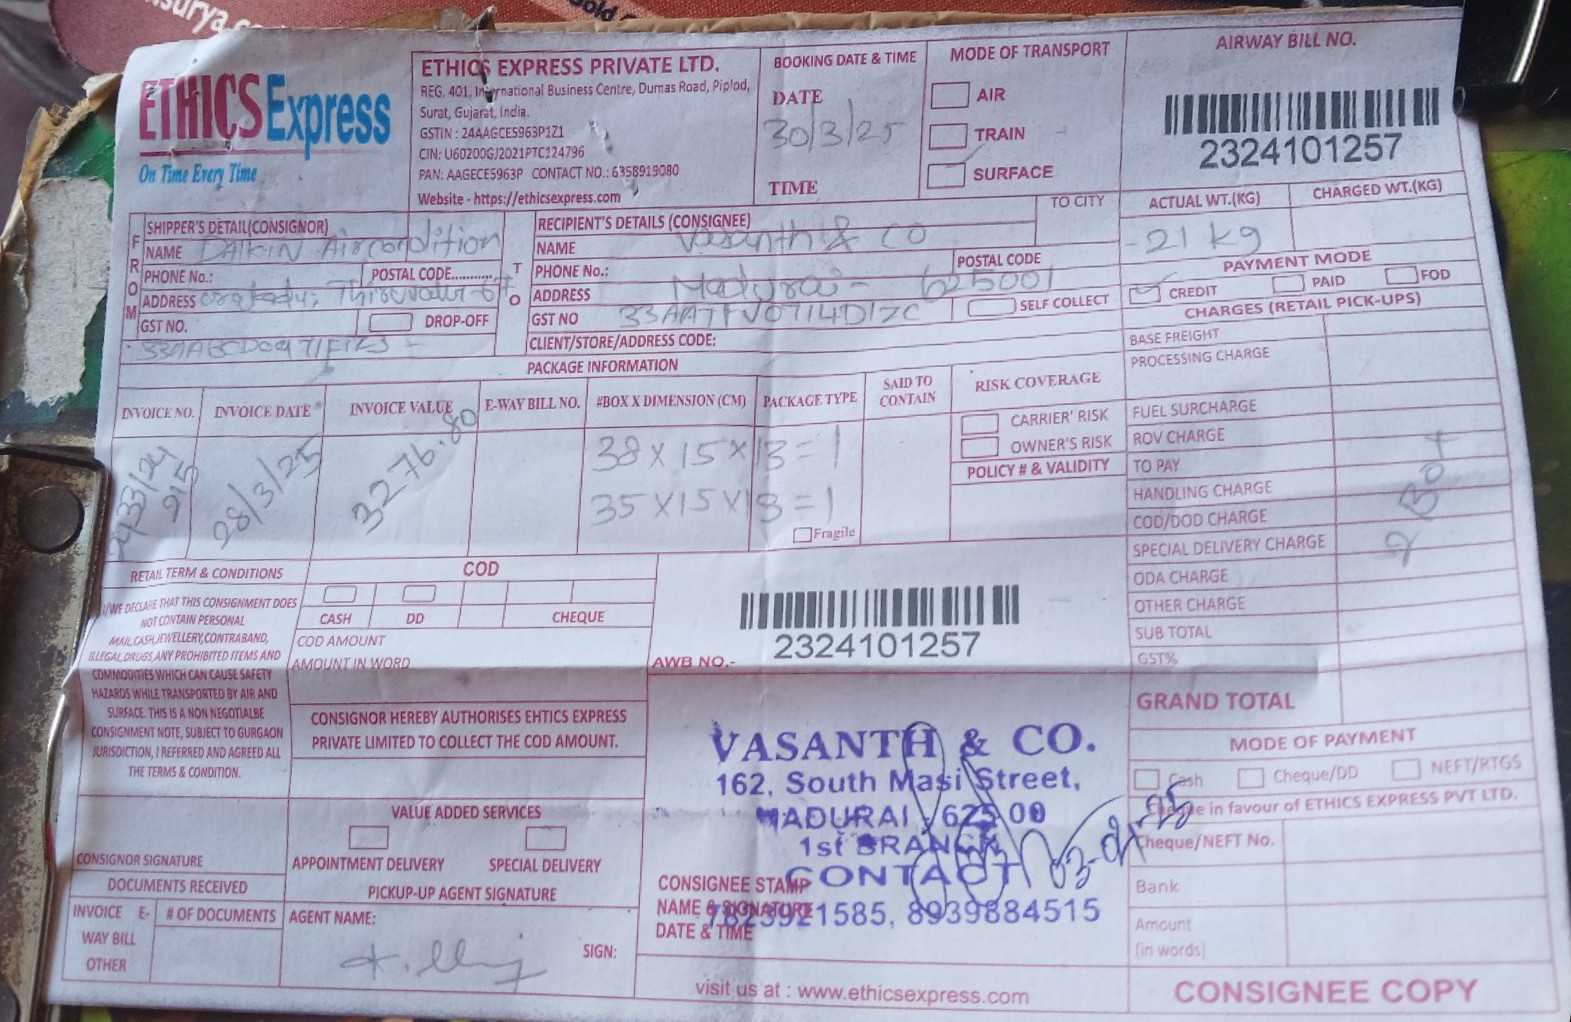 surya.c
Gold
ETHICS Express
On Time Every Time
ETHICS EXPRESS PRIVATE LTD.
REG. 401, International Business Centre, Dumas Road, Piplod,
Surat, Gujarat, India.
GSTIN : 24AAGCE5963P1Z1
CIN: U60200GJ2021PTC124796
PAN: AAGECE5963P CONTACT NO.: 6358919080
Website - https://ethicsexpress.com
BOOKING DATE & TIME
DATE
30/3/25
TIME
MODE OF TRANSPORT
AIR
TRAIN
SURFACE
AIRWAY BILL NO.
2324101257
FROM
SHIPPER'S DETAIL(CONSIGNOR)
NAME DAIKIN Aircondition
PHONE No.: POSTAL CODE...........
ADDRESS
GST NO. DROP-OFF
TO
RECIPIENT'S DETAILS (CONSIGNEE)
NAME Vasanth & CO
PHONE No.: POSTAL CODE
ADDRESS Madurai - 625001
GST NO SELF COLLECT
CLIENT/STORE/ADDRESS CODE:
TO CITY
ACTUAL WT.(KG) CHARGED WT.(KG)
21 kg
PAYMENT MODE
CREDIT PAID FOD
CHARGES (RETAIL PICK-UPS)
BASE FREIGHT
PROCESSING CHARGE
FUEL SURCHARGE
ROV CHARGE
TO PAY
HANDLING CHARGE
COD/DOD CHARGE
SPECIAL DELIVERY CHARGE
ODA CHARGE
OTHER CHARGE
SUB TOTAL
GST%
GRAND TOTAL
PACKAGE INFORMATION
INVOICE NO. INVOICE DATE INVOICE VALUE E-WAY BILL NO. #BOX X DIMENSION (CM) PACKAGE TYPE SAID TO CONTAIN
2433/24
915
28/3/25
3276.80
38 X 15 X 13 = 1
35 X 15 X 13 = 1
Fragile
RISK COVERAGE
CARRIER' RISK
OWNER'S RISK
POLICY # & VALIDITY
RETAIL TERM & CONDITIONS
I/WE DECLARE THAT THIS CONSIGNMENT DOES
NOT CONTAIN PERSONAL
MAIL,CASH,JEWELLERY,CONTRABAND,
ILLEGAL,DRUGS,ANY PROHIBITED ITEMS AND
COMMODITIES WHICH CAN CAUSE SAFETY
HAZARDS WHILE TRANSPORTED BY AIR AND
SURFACE. THIS IS A NON NEGOTIALBE
CONSIGNMENT NOTE, SUBJECT TO GURGAON
JURISDICTION, I REFERRED AND AGREED ALL
THE TERMS & CONDITION.
COD
CASH DD CHEQUE
COD AMOUNT
AMOUNT IN WORD
CONSIGNOR HEREBY AUTHORISES EHTICS EXPRESS
PRIVATE LIMITED TO COLLECT THE COD AMOUNT.
VALUE ADDED SERVICES
APPOINTMENT DELIVERY SPECIAL DELIVERY
CONSIGNOR SIGNATURE
DOCUMENTS RECEIVED
INVOICE E-
WAY BILL
OTHER
# OF DOCUMENTS
PICKUP-UP AGENT SIGNATURE
AGENT NAME:
SIGN:
2324101257
AWB NO.-
VASANTH & CO.
162, South Masi Street,
MADURAI
1st BRANCH
CONTACT
7823921585, 8939884515
CONSIGNEE STAMP
NAME & SIGNATURE
DATE & TIME
MODE OF PAYMENT
Cash Cheque/DD NEFT/RTGS
Cheque in favour of ETHICS EXPRESS PVT LTD.
Cheque/NEFT No.
Bank
Amount
(in words)
visit us at : www.ethicsexpress.com
CONSIGNEE COPY